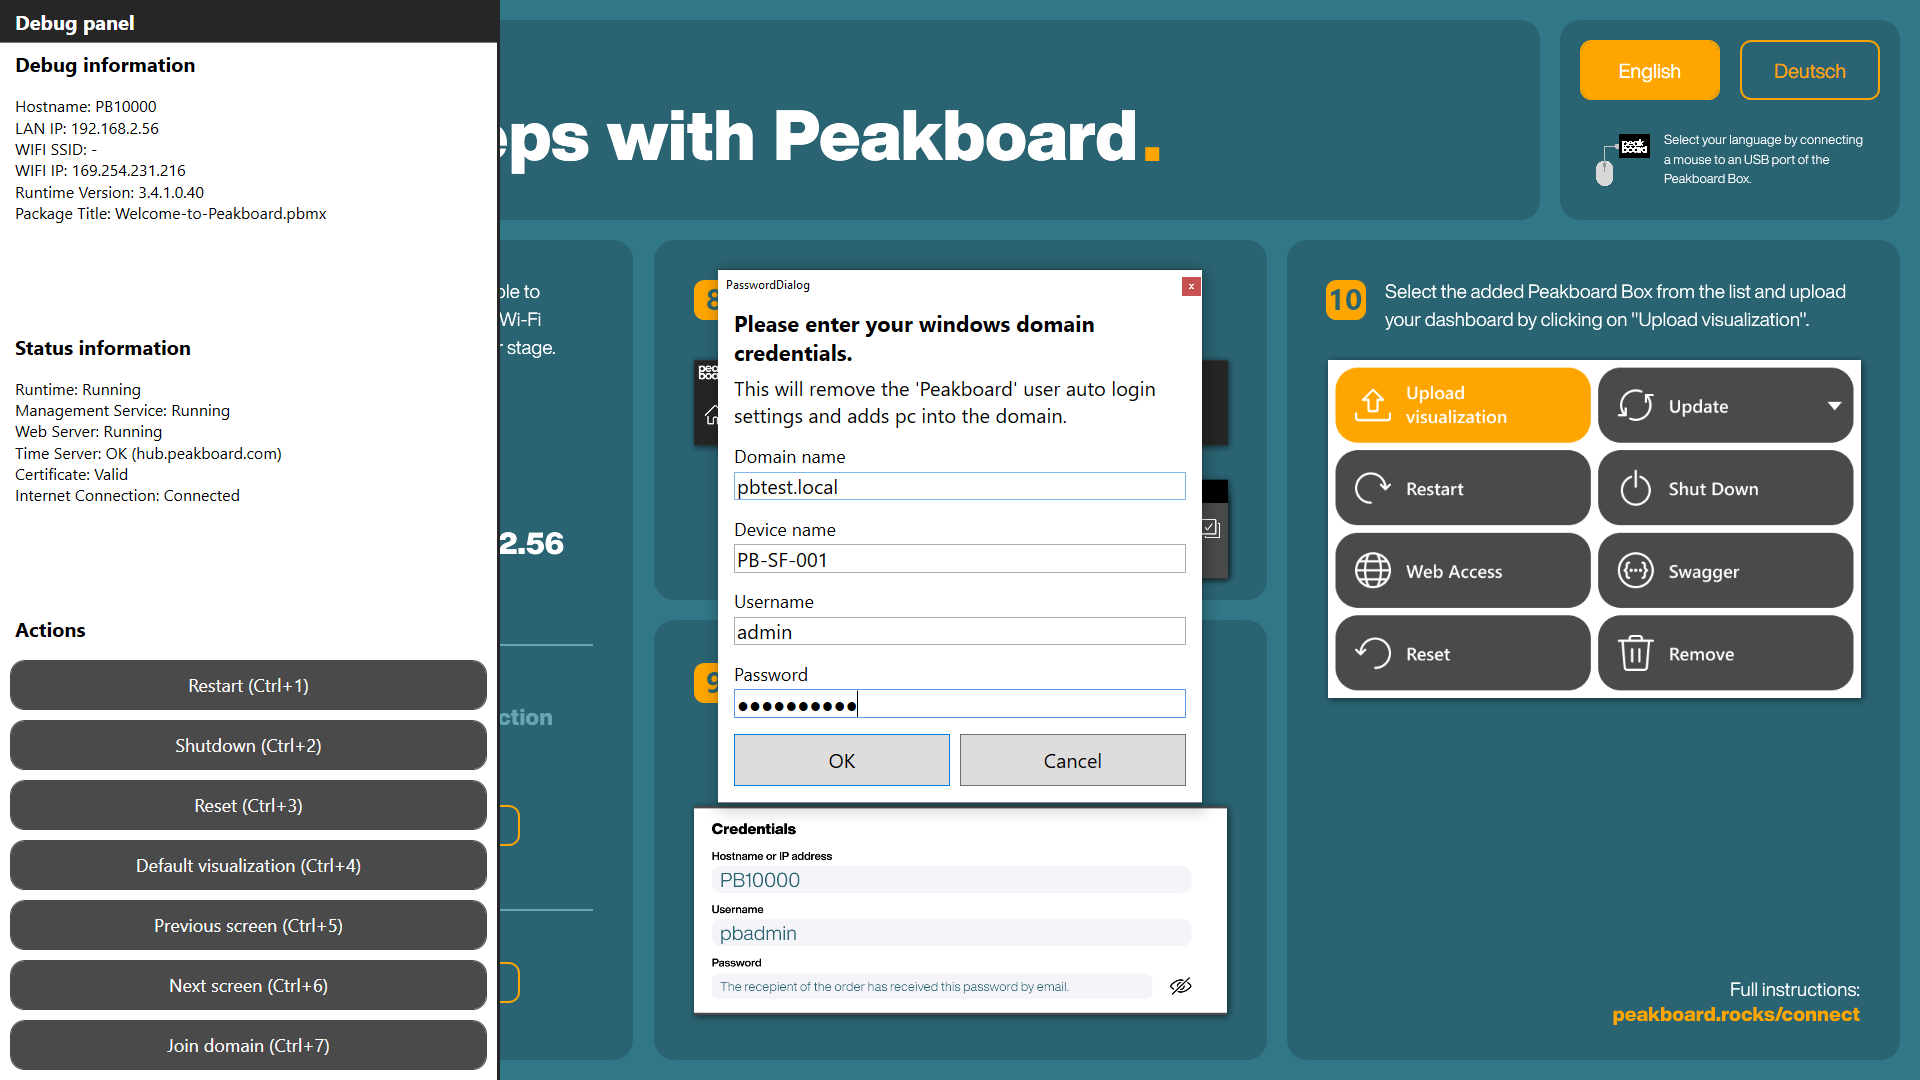 Debug panel
Debug information
Hostname: PB10000
LAN IP: 192.168.2.56
WIFI SSID: -
WIFI IP: 169.254.231.216
Runtime Version: 3.4.1.0.40
Package Title: Welcome-to-Peakboard.pbmx
Status information
Runtime: Running
Management Service: Running
Web Server: Running
Time Server: OK (hub.peakboard.com)
Certificate: Valid
Internet Connection: Connected
Actions
Restart (Ctrl+1)
Shutdown (Ctrl+2)
Reset (Ctrl+3)
Default visualization (Ctrl+4)
Previous screen (Ctrl+5)
Next screen (Ctrl+6)
Join domain (Ctrl+7)
eps with Peakboard.
English
Deutsch
peak
board
Select your language by connecting
a mouse to an USB port of the
Peakboard Box.
ble to
Wi-Fi
r stage.
2.56
ction
8
PasswordDialog
x
Please enter your windows domain
credentials.
This will remove the 'Peakboard' user auto login
settings and adds pc into the domain.
Domain name
pbtest.local
Device name
PB-SF-001
Username
admin
Password
●●●●●●●●●●
OK
Cancel
9
Credentials
Hostname or IP address
PB10000
Username
pbadmin
Password
The recepient of the order has received this password by email.
10
Select the added Peakboard Box from the list and upload
your dashboard by clicking on "Upload visualization".
Upload
visualization
Update
Restart
Shut Down
Web Access
Swagger
Reset
Remove
Full instructions:
peakboard.rocks/connect